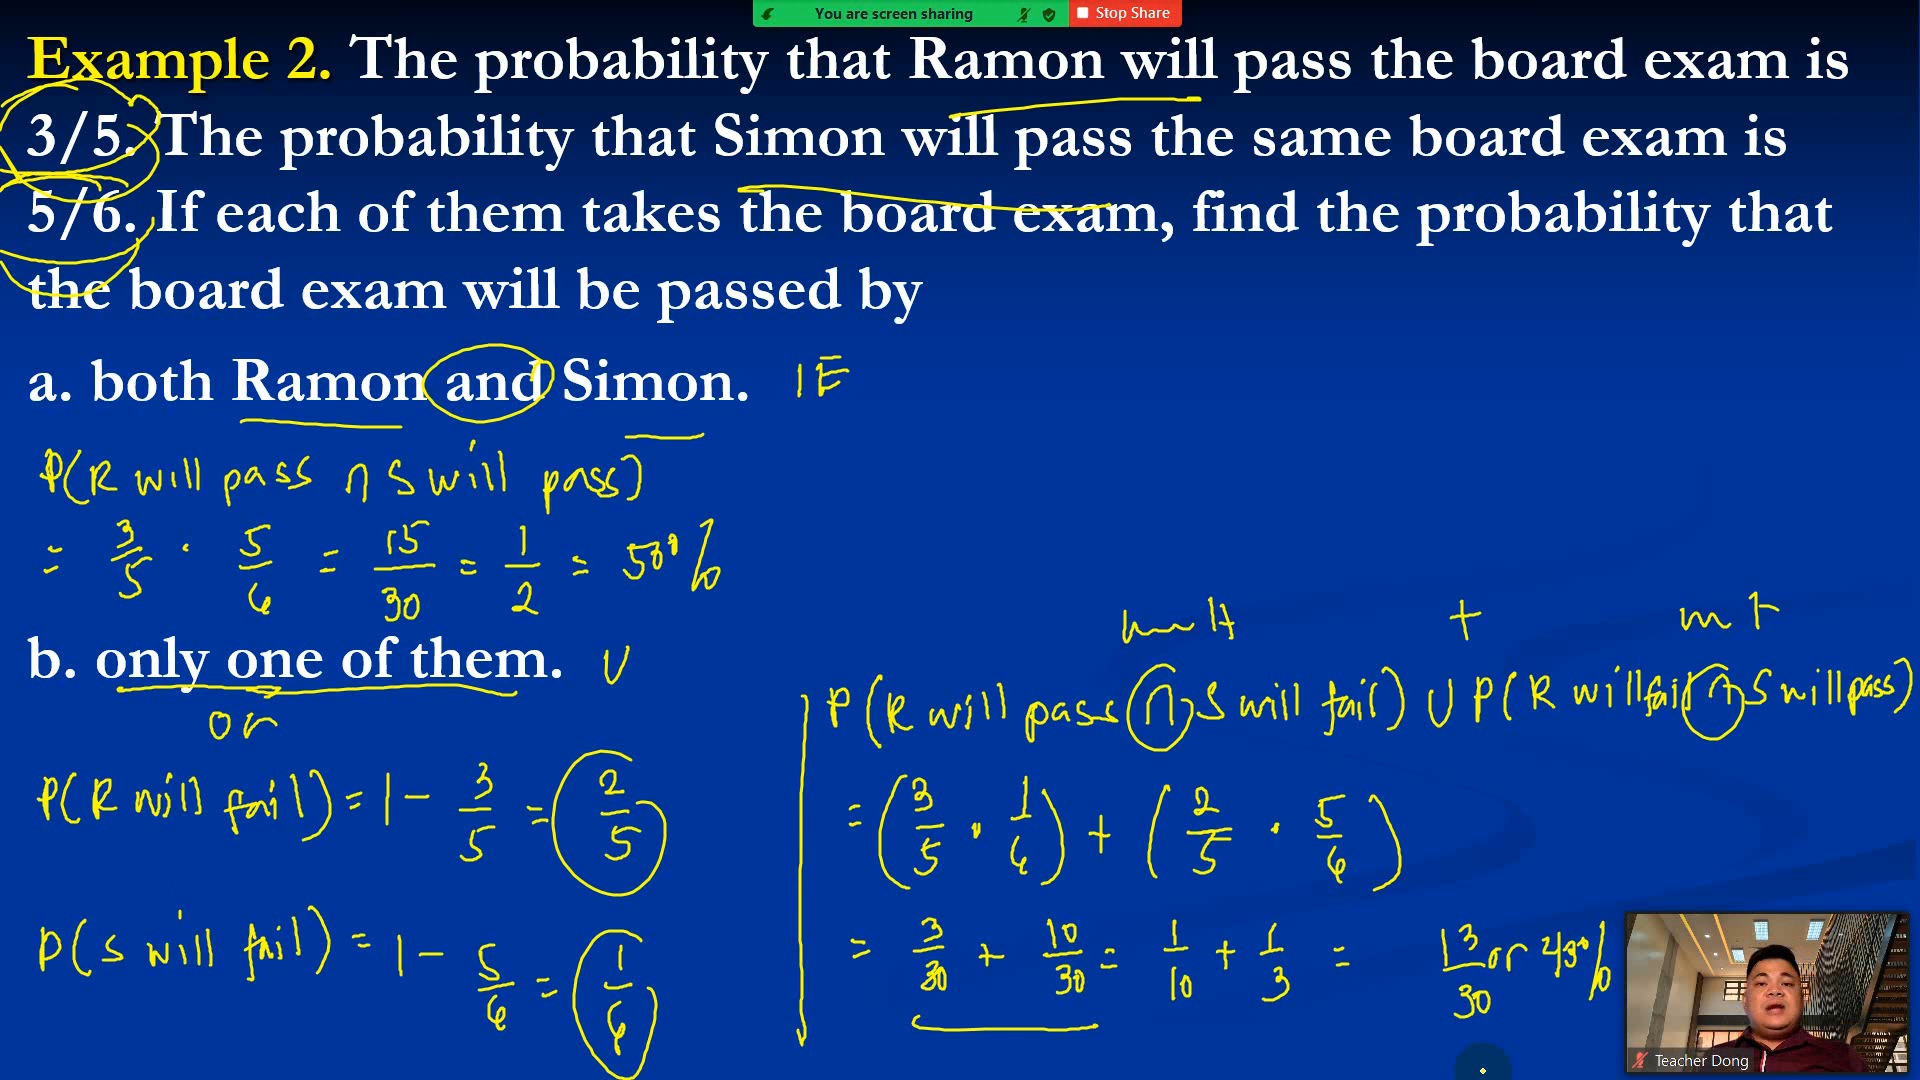 You are screen sharing Stop Share
Example 2. The probability that Ramon will pass the board exam is
3/5. The probability that Simon will pass the same board exam is
5/6. If each of them takes the board exam, find the probability that
the board exam will be passed by
a. both Ramon and Simon. IE
P(R will pass ∩ S will pass)
= 3/5 · 5/6 = 15/30 = 1/2 = 50%
b. only one of them. U
or
P(R will fail) = 1 - 3/5 = 2/5
P(S will fail) = 1 - 5/6 = 1/6
mult + mt
P(R will pass ∩ S will fail) U P(R will fail ∩ S will pass)
= (3/5 · 1/6) + (2/5 · 5/6)
= 3/30 + 10/30 = 1/10 + 1/3 = 13/30 or 43%
Teacher Dong